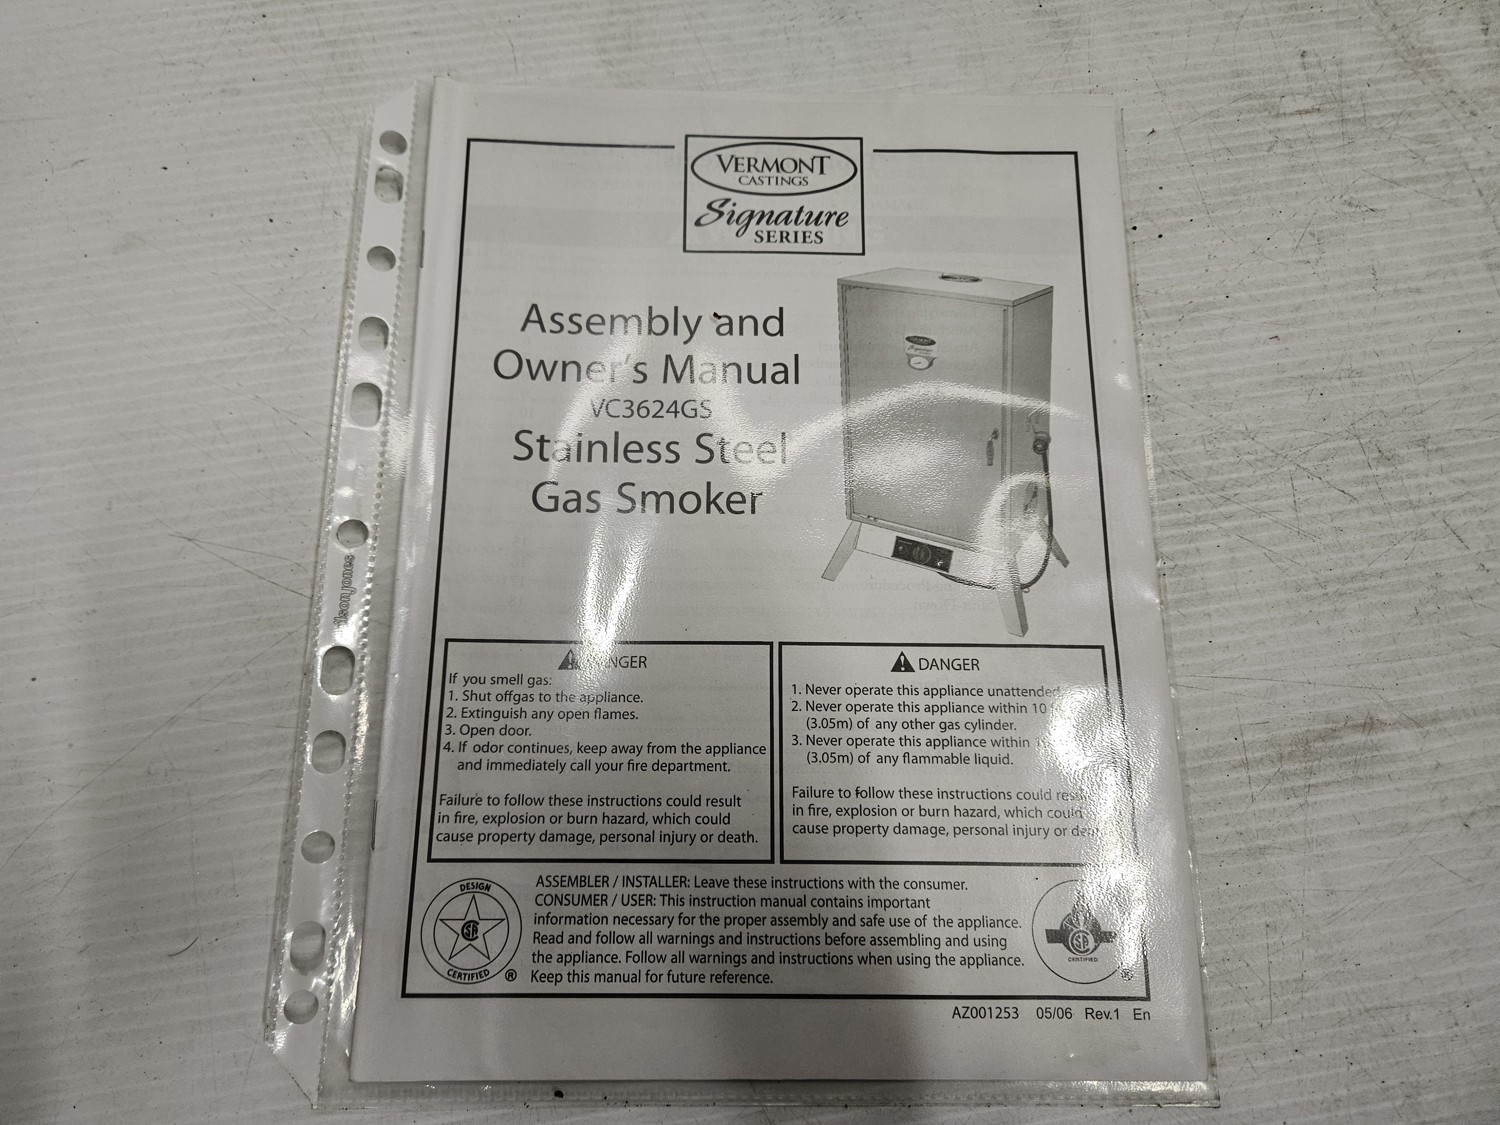 VERMONT
CASTINGS
Signature
SERIES
Assembly and
Owner's Manual
VC3624GS
Stainless Steel
Gas Smoker
DANGER
If you smell gas:
1. Shut offgas to the appliance.
2. Extinguish any open flames.
3. Open door.
4. If odor continues, keep away from the appliance
and immediately call your fire department.
Failure to follow these instructions could result
in fire, explosion or burn hazard, which could
cause property damage, personal injury or death.
DANGER
1. Never operate this appliance unattended
2. Never operate this appliance within 10
(3.05m) of any other gas cylinder.
3. Never operate this appliance within
(3.05m) of any flammable liquid.
Failure to follow these instructions could result
in fire, explosion or burn hazard, which could
cause property damage, personal injury or death
DESIGN
CERTIFIED
®
ASSEMBLER / INSTALLER: Leave these instructions with the consumer.
CONSUMER / USER: This instruction manual contains important
information necessary for the proper assembly and safe use of the appliance.
Read and follow all warnings and instructions before assembling and using
the appliance. Follow all warnings and instructions when using the appliance.
Keep this manual for future reference.
CERTIFIED
®
AZ001253 05/06 Rev.1 En